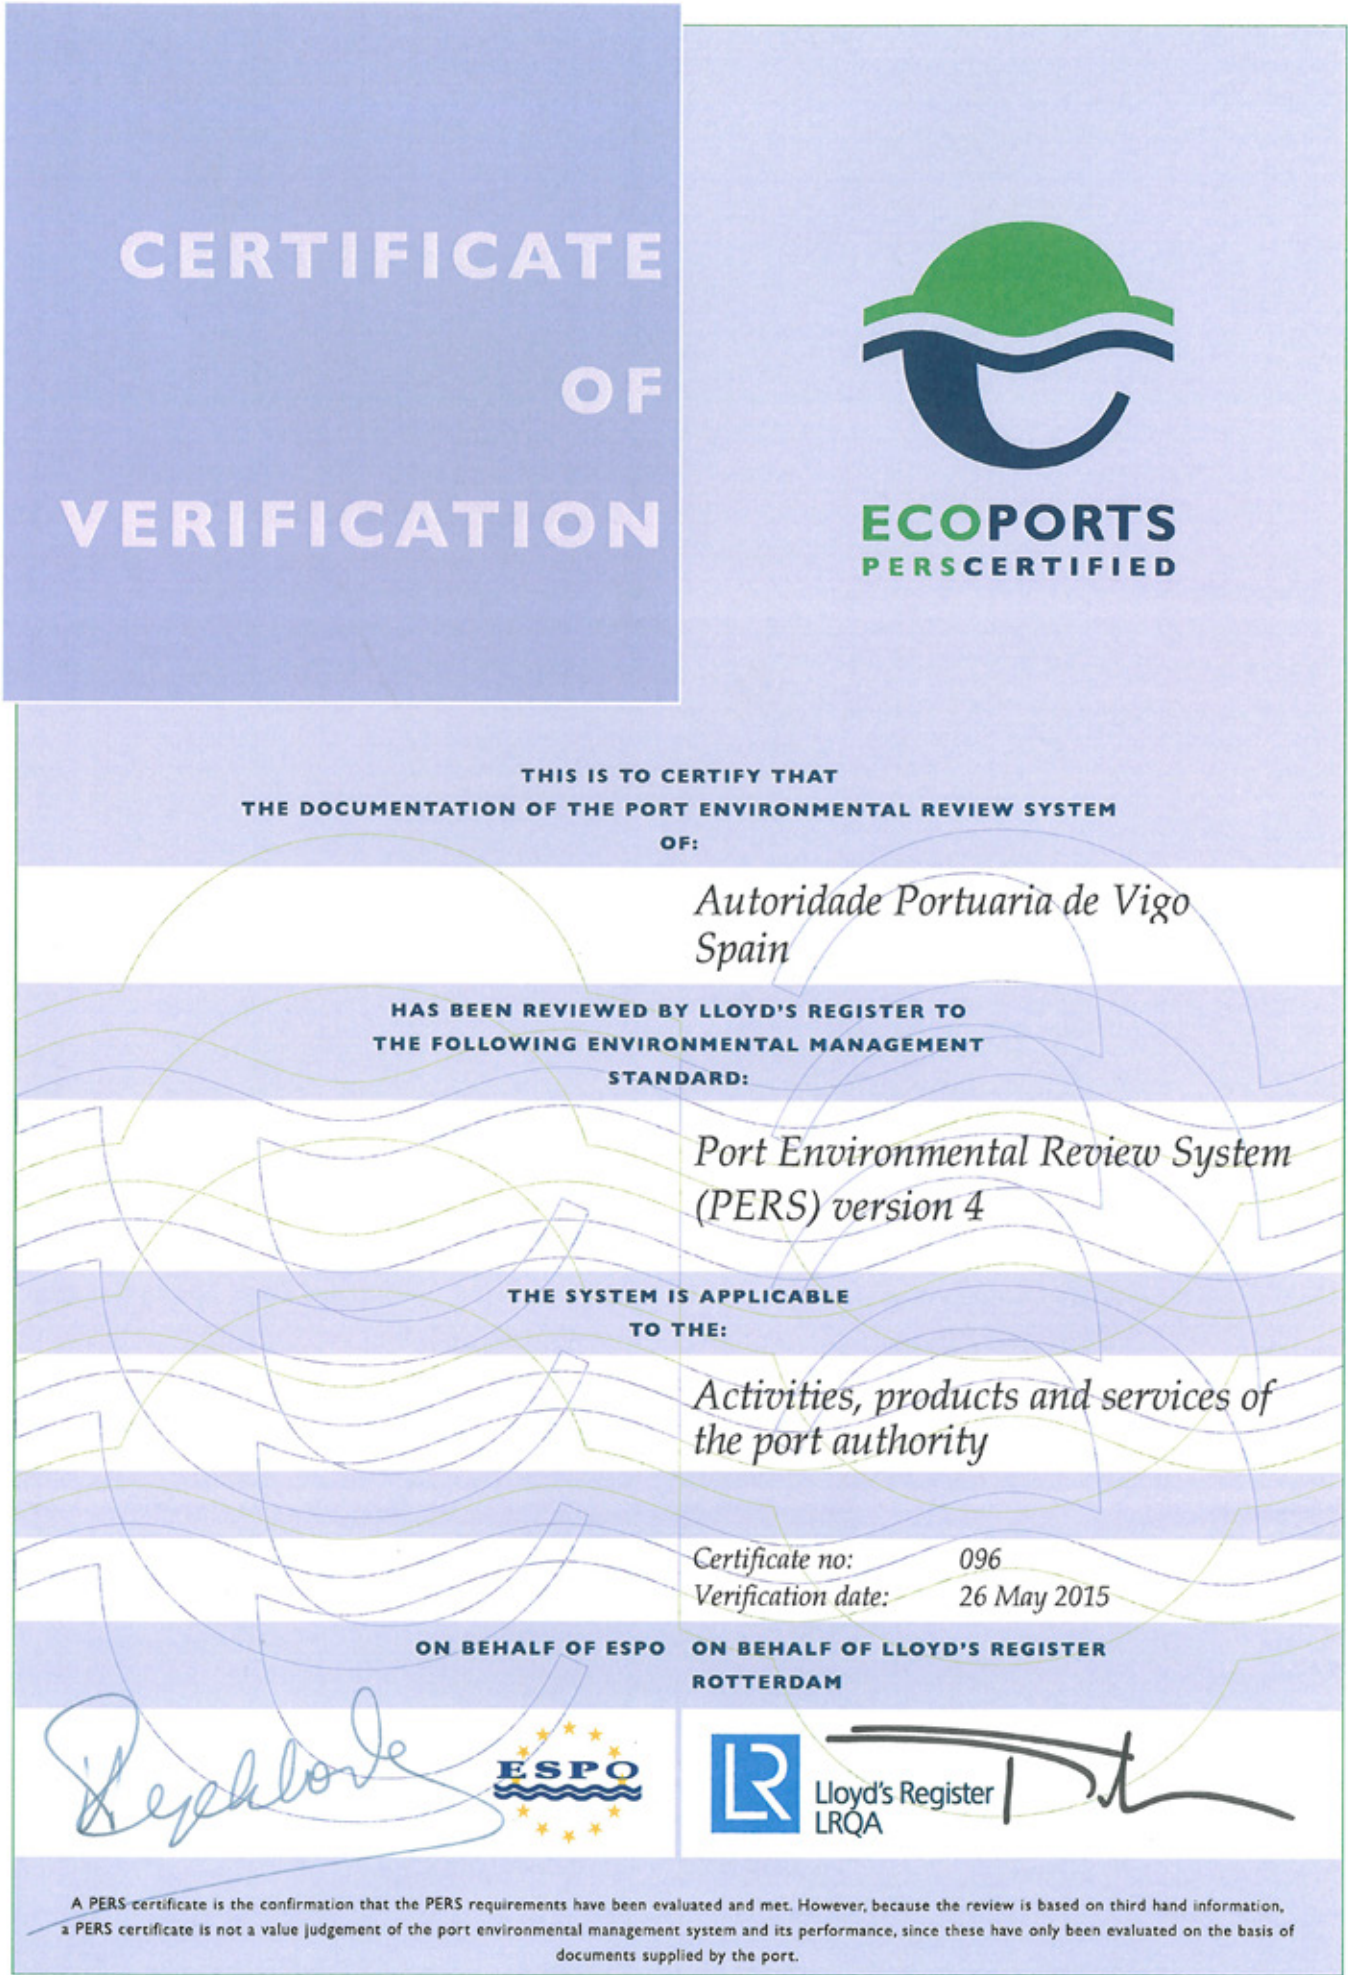 CERTIFICATE
OF
VERIFICATION
ECOPORTS
PERSCERTIFIED
THIS IS TO CERTIFY THAT
THE DOCUMENTATION OF THE PORT ENVIRONMENTAL REVIEW SYSTEM
OF:
Autoridade Portuaria de Vigo
Spain
HAS BEEN REVIEWED BY LLOYD'S REGISTER TO
THE FOLLOWING ENVIRONMENTAL MANAGEMENT
STANDARD:
Port Environmental Review System
(PERS) version 4
THE SYSTEM IS APPLICABLE
TO THE:
Activities, products and services of
the port authority
Certificate no: 096
Verification date: 26 May 2015
ON BEHALF OF ESPO ON BEHALF OF LLOYD'S REGISTER
ROTTERDAM
ESPO
LR
Lloyd's Register
LRQA
A PERS certificate is the confirmation that the PERS requirements have been evaluated and met. However, because the review is based on third hand information,
a PERS certificate is not a value judgement of the port environmental management system and its performance, since these have only been evaluated on the basis of
documents supplied by the port.